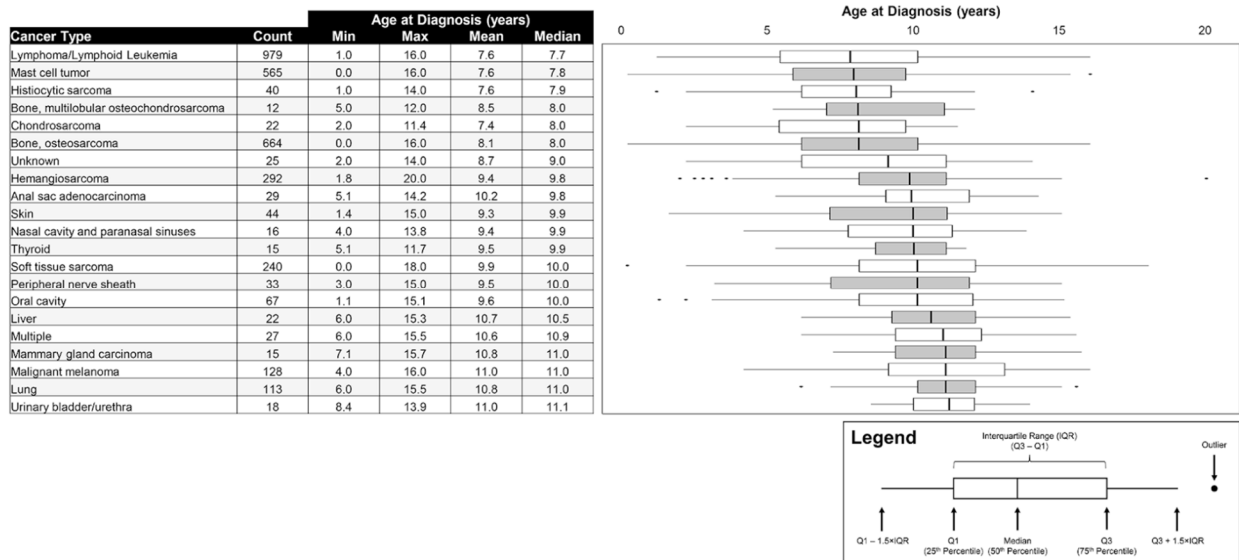 Age at Diagnosis (years)
Cancer Type Count Min Max Mean Median
Lymphoma/Lymphoid Leukemia 979 1.0 16.0 7.6 7.7
Mast cell tumor 565 0.0 16.0 7.6 7.8
Histiocytic sarcoma 40 1.0 14.0 7.6 7.9
Bone, multilobular osteochondrosarcoma 12 5.0 12.0 8.5 8.0
Chondrosarcoma 22 2.0 11.4 7.4 8.0
Bone, osteosarcoma 664 0.0 16.0 8.1 8.0
Unknown 25 2.0 14.0 8.7 9.0
Hemangiosarcoma 292 1.8 20.0 9.4 9.8
Anal sac adenocarcinoma 29 5.1 14.2 10.2 9.8
Skin 44 1.4 15.0 9.3 9.9
Nasal cavity and paranasal sinuses 16 4.0 13.8 9.4 9.9
Thyroid 15 5.1 11.7 9.5 9.9
Soft tissue sarcoma 240 0.0 18.0 9.9 10.0
Peripheral nerve sheath 33 3.0 15.0 9.5 10.0
Oral cavity 67 1.1 15.1 9.6 10.0
Liver 22 6.0 15.3 10.7 10.5
Multiple 27 6.0 15.5 10.6 10.9
Mammary gland carcinoma 15 7.1 15.7 10.8 11.0
Malignant melanoma 128 4.0 16.0 11.0 11.0
Lung 113 6.0 15.5 10.8 11.0
Urinary bladder/urethra 18 8.4 13.9 11.0 11.1
Age at Diagnosis (years)
0 5 10 15 20
Legend
Interquartile Range (IQR)
(Q3 – Q1)
Outlier
Q1 – 1.5×IQR Q1 Median Q3 Q3 + 1.5×IQR
(25th Percentile) (50th Percentile) (75th Percentile)